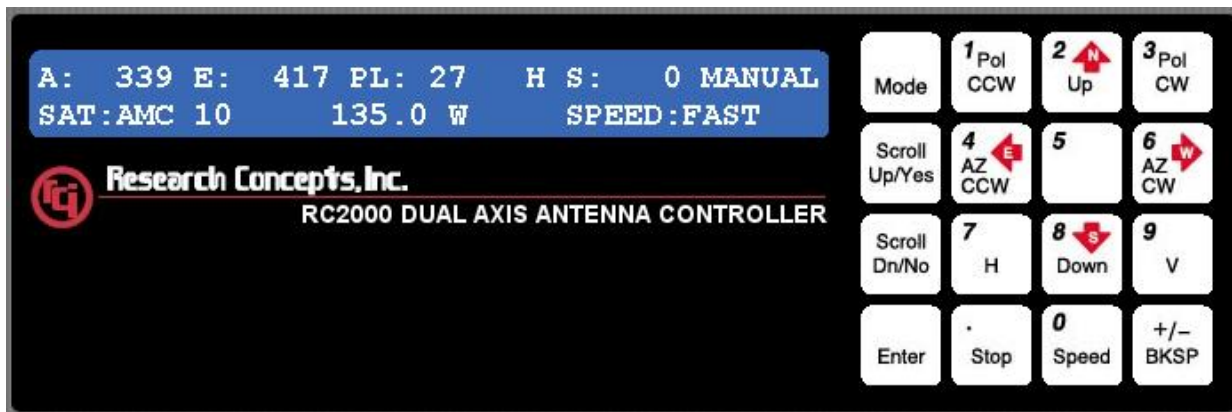 A: 339 E: 417 PL: 27 H S: 0 MANUAL
SAT:AMC 10 135.0 W SPEED:FAST
rci Research Concepts, Inc.
RC2000 DUAL AXIS ANTENNA CONTROLLER
Mode
1 Pol
CCW
2 N
Up
3 Pol
CW
Scroll
Up/Yes
4 E
AZ
CCW
5
6 W
AZ
CW
Scroll
Dn/No
7
H
8 S
Down
9
V
Enter
.
Stop
0
Speed
+/–
BKSP